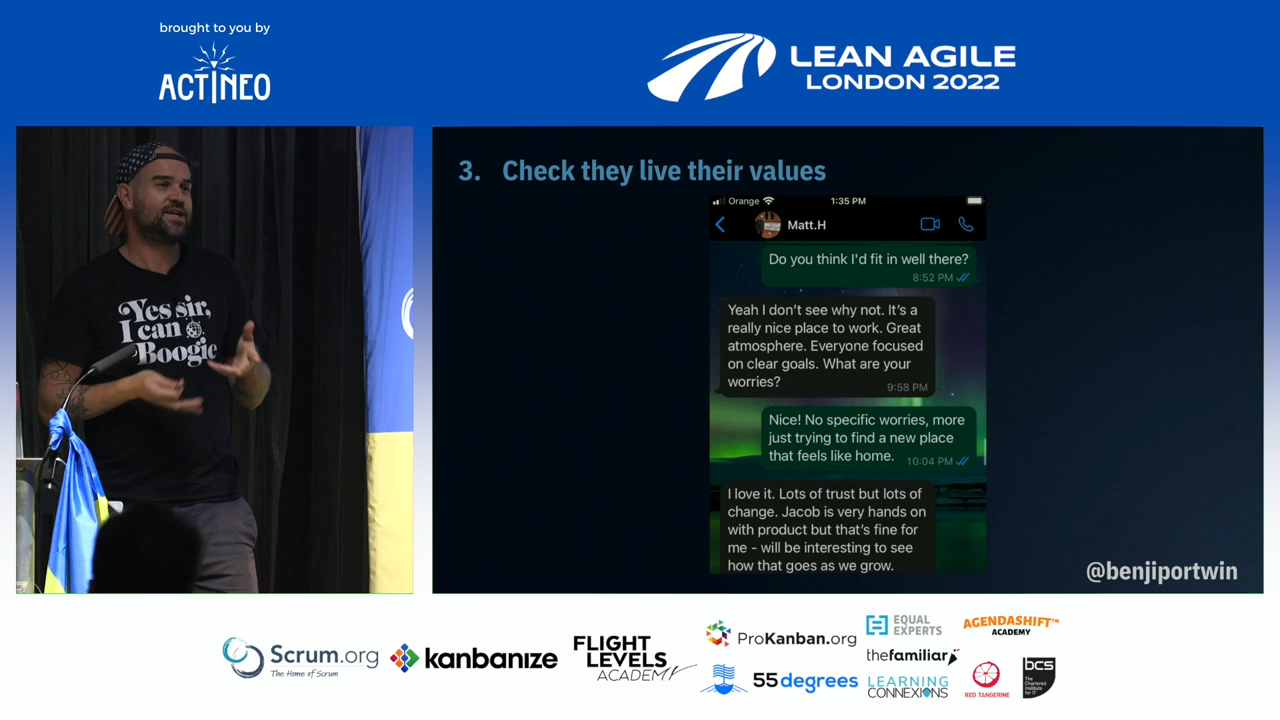 brought to you by
ACTINEO
LEAN AGILE
LONDON 2022
Yes sir,
I can
Boogie
3. Check they live their values
Orange
1:35 PM
Matt.H
Do you think I'd fit in well there?
8:52 PM
Yeah I don't see why not. It's a
really nice place to work. Great
atmosphere. Everyone focused
on clear goals. What are your
worries?
9:58 PM
Nice! No specific worries, more
just trying to find a new place
that feels like home.
10:04 PM
I love it. Lots of trust but lots of
change. Jacob is very hands on
with product but that's fine for
me - will be interesting to see
how that goes as we grow.
@benjiportwin
Scrum.org
The Home of Scrum
kanbanize
FLIGHT
LEVELS
ACADEMY
ProKanban.org
55degrees
EQUAL
EXPERTS
thefamiliar
LEARNING
CONNEXIONS
AGENDASHIFT™
ACADEMY
RED TANGERINE
bcs
The
Chartered
Institute
for IT